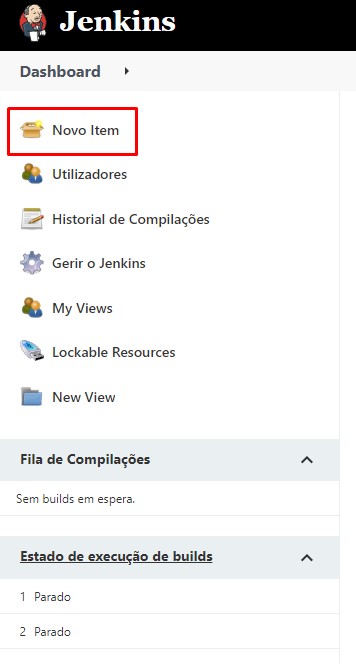 Jenkins
Dashboard
Novo Item
Utilizadores
Historial de Compilações
Gerir o Jenkins
My Views
Lockable Resources
New View
Fila de Compilações
Sem builds em espera.
Estado de execução de builds
1 Parado
2 Parado